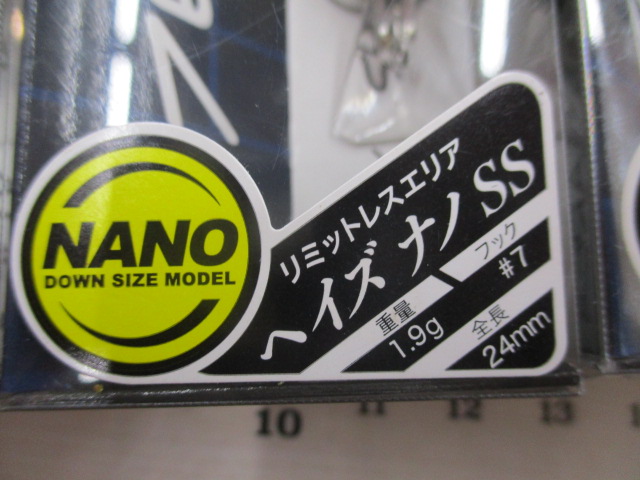 NANO
DOWN SIZE MODEL
リミットレスエリア
ヘイズ ナノ SS
重量
1.9g
フック
#7
全長
24mm
10
11
12
13